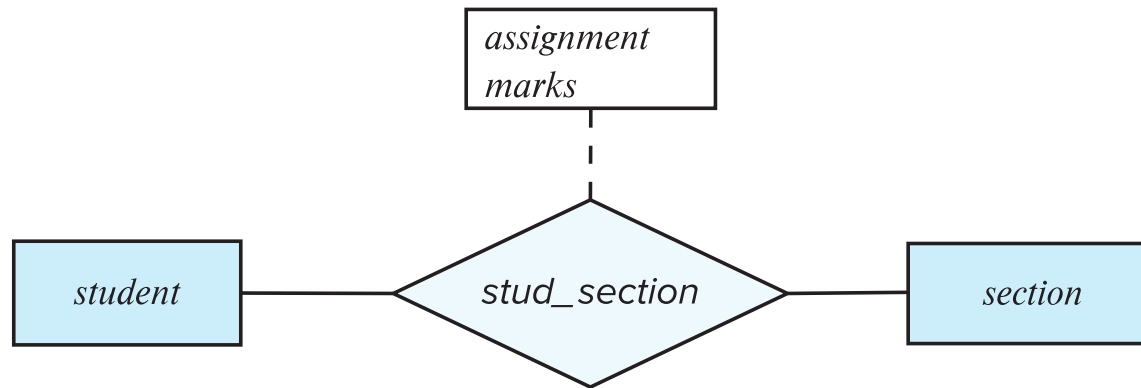 assignment
marks
student
stud_section
section